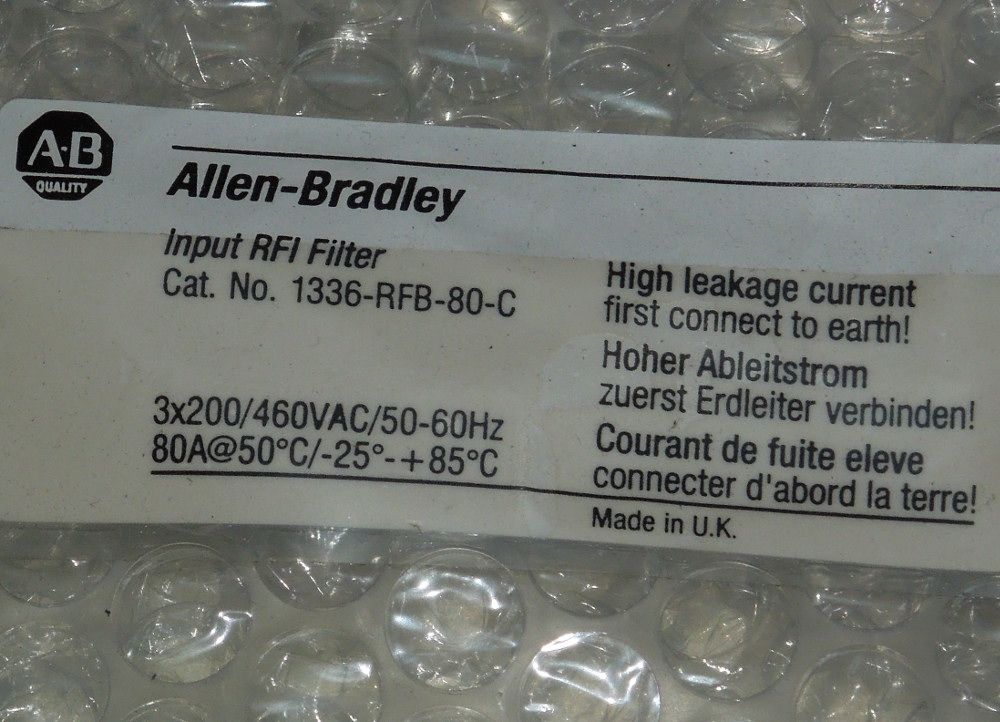 A·B
QUALITY
Allen-Bradley
Input RFI Filter
Cat. No. 1336-RFB-80-C
3x200/460VAC/50-60Hz
80A@50°C/-25°-+85°C
High leakage current
first connect to earth!
Hoher Ableitstrom
zuerst Erdleiter verbinden!
Courant de fuite eleve
connecter d'abord la terre!
Made in U.K.